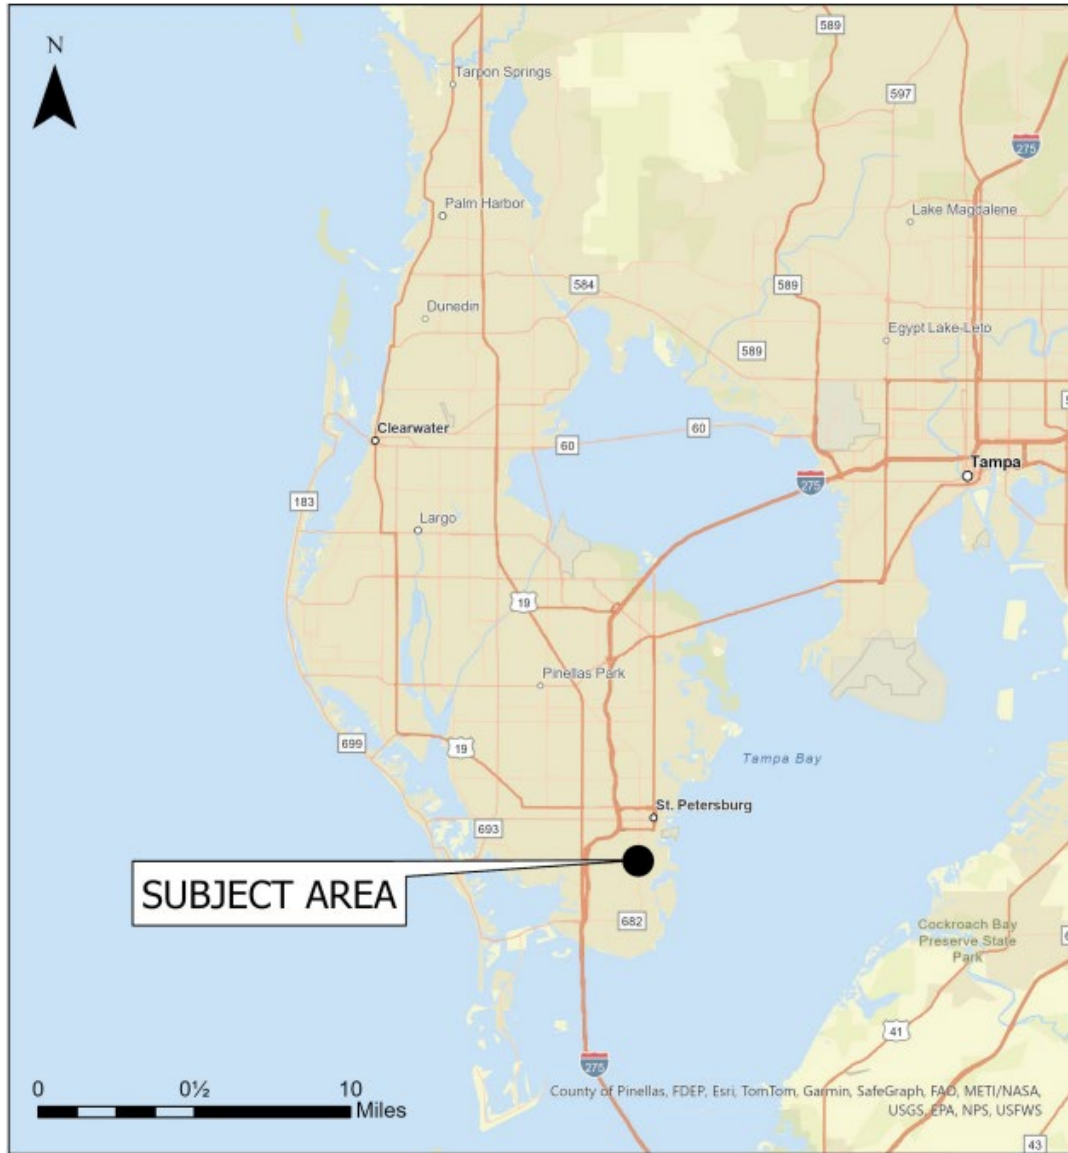 589
N
Tarpon Springs
597
275
Palm Harbor
Lake Magdalene
584
589
Dunedin
Egypt Lake-Leto
589
Clearwater
60
60
Tampa
275
183
Largo
19
Pinellas Park
699
19
Tampa Bay
St. Petersburg
693
SUBJECT AREA
682
Cockroach Bay
Preserve State
Park
41
275
0 0½ 10
Miles
County of Pinellas, FDEP, Esri, TomTom, Garmin, SafeGraph, FAO, METI/NASA,
USGS, EPA, NPS, USFWS
43